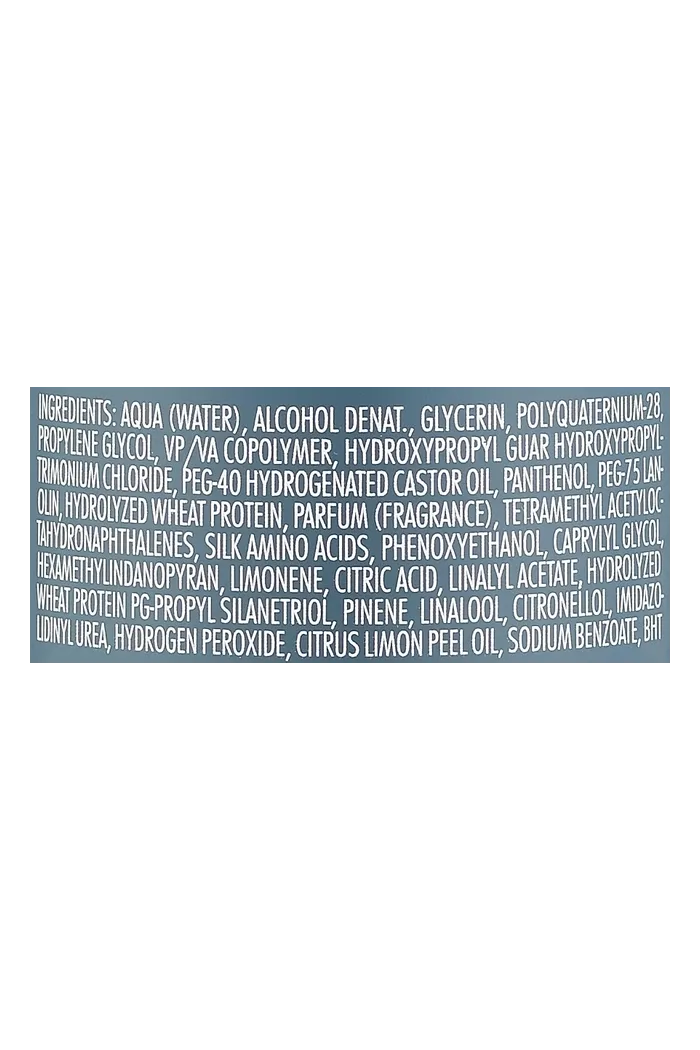 INGREDIENTS: AQUA (WATER), ALCOHOL DENAT., GLYCERIN, POLYQUATERNIUM-28,
PROPYLENE GLYCOL, VP/VA COPOLYMER, HYDROXYPROPYL GUAR HYDROXYPROPYL-
TRIMONIUM CHLORIDE, PEG-40 HYDROGENATED CASTOR OIL, PANTHENOL, PEG-75 LAN-
OLIN, HYDROLYZED WHEAT PROTEIN, PARFUM (FRAGRANCE), TETRAMETHYL ACETYLOC-
TAHYDRONAPHTHALENES, SILK AMINO ACIDS, PHENOXYETHANOL, CAPRYLYL GLYCOL,
HEXAMETHYLINDANOPYRAN, LIMONENE, CITRIC ACID, LINALYL ACETATE, HYDROLYZED
WHEAT PROTEIN PG-PROPYL SILANETRIOL, PINENE, LINALOOL, CITRONELLOL, IMIDAZO-
LIDINYL UREA, HYDROGEN PEROXIDE, CITRUS LIMON PEEL OIL, SODIUM BENZOATE, BHT